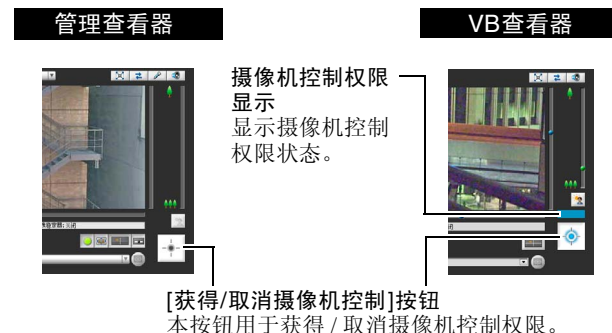 管理查看器
VB查看器
摄像机控制权限
显示
显示摄像机控制
权限状态。
[获得/取消摄像机控制]按钮
本按钮用于获得 / 取消摄像机控制权限。